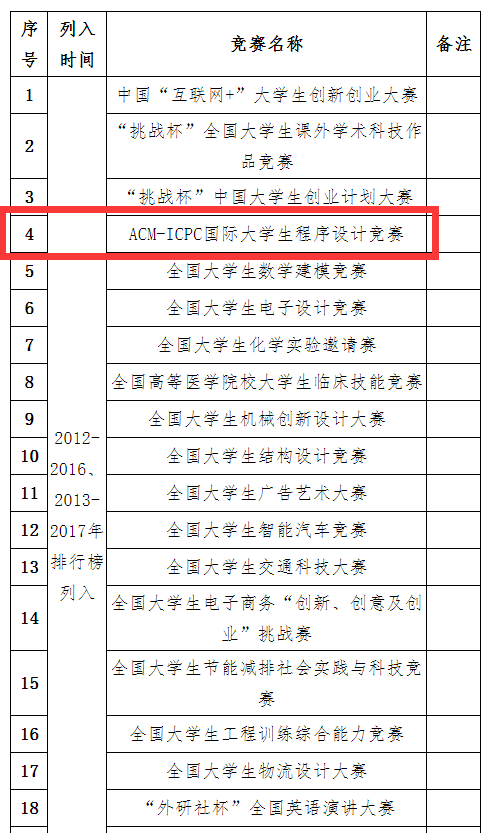 序号 列入时间 竞赛名称 备注
1 中国“互联网+”大学生创新创业大赛
2 “挑战杯”全国大学生课外学术科技作品竞赛
3 “挑战杯”中国大学生创业计划大赛
4 ACM-ICPC国际大学生程序设计竞赛
5 全国大学生数学建模竞赛
6 全国大学生电子设计竞赛
7 全国大学生化学实验邀请赛
8 全国高等医学院校大学生临床技能竞赛
9 全国大学生机械创新设计大赛
2012-2016、2013-2017年排行榜列入
10 全国大学生结构设计竞赛
11 全国大学生广告艺术大赛
12 全国大学生智能汽车竞赛
13 全国大学生交通科技大赛
14 全国大学生电子商务“创新、创意及创业”挑战赛
15 全国大学生节能减排社会实践与科技竞赛
16 全国大学生工程训练综合能力竞赛
17 全国大学生物流设计大赛
18 “外研社杯”全国英语演讲大赛